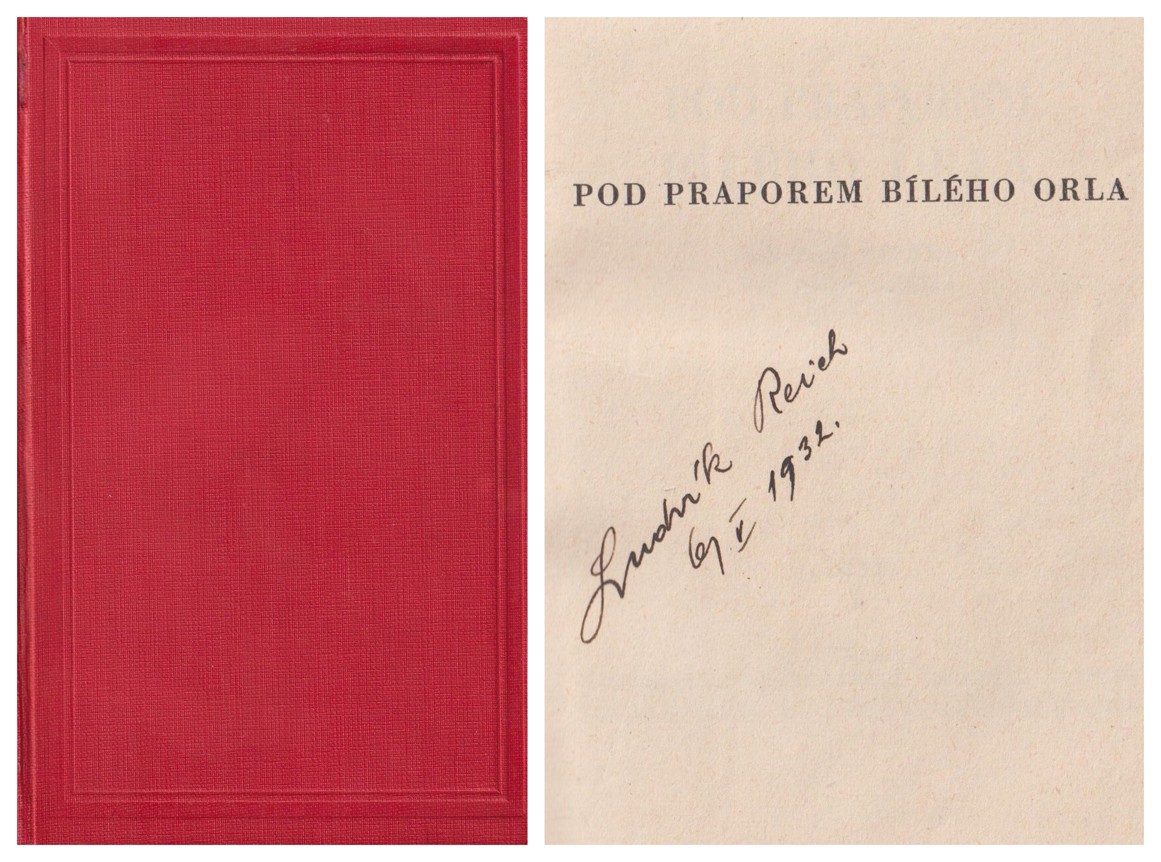 POD PRAPOREM BÍLÉHO ORLA
Ludvík Reich
6/V 1932.